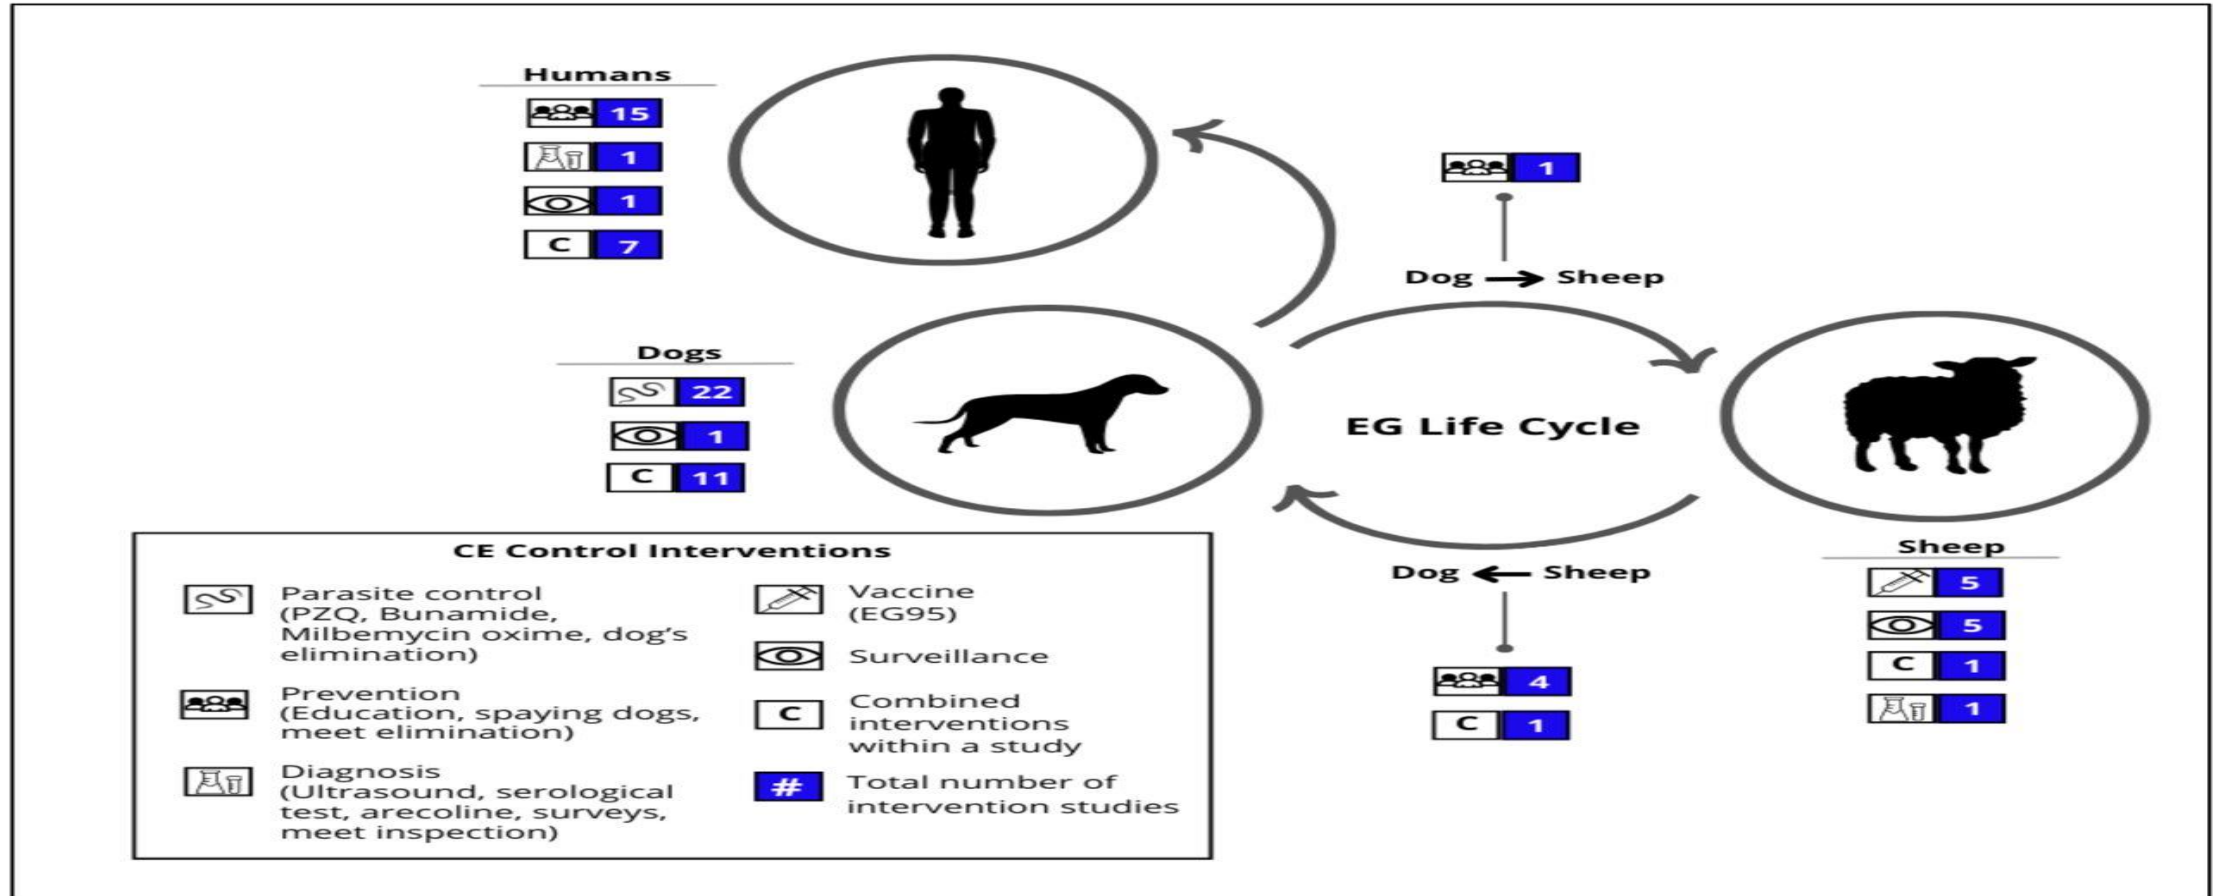 Humans
15
1
1
C 7
1
Dog → Sheep
Dogs
22
1
C 11
EG Life Cycle
Dog ← Sheep
4
C 1
Sheep
5
5
C 1
1
CE Control Interventions
Parasite control
(PZQ, Bunamide,
Milbemycin oxime, dog's
elimination)
Prevention
(Education, spaying dogs,
meet elimination)
Diagnosis
(Ultrasound, serological
test, arecoline, surveys,
meet inspection)
Vaccine
(EG95)
Surveillance
C Combined
interventions
within a study
# Total number of
intervention studies